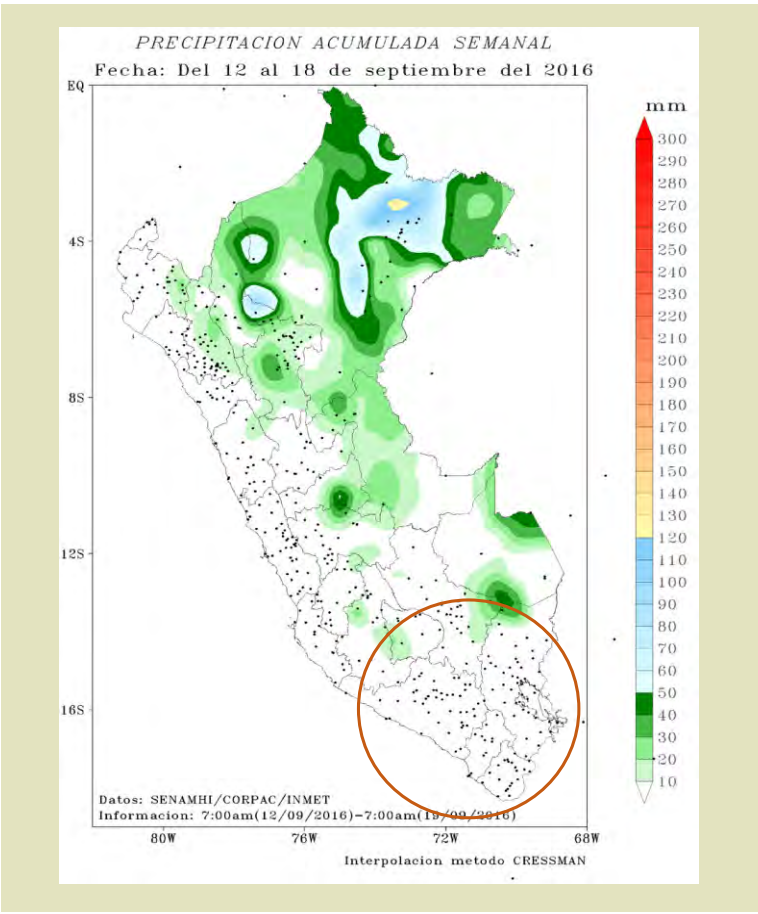 PRECIPITACION ACUMULADA SEMANAL
Fecha: Del 12 al 18 de septiembre del 2016
mm
EQ
4S
8S
12S
16S
300
290
280
270
260
250
240
230
220
210
200
190
180
170
160
150
140
130
120
110
100
90
80
70
60
50
40
30
20
10
Datos: SENAMHI/CORPAC/INMET
Informacion: 7:00am(12/09/2016)-7:00am(19/09/2016)
80W
76W
72W
68W
Interpolacion metodo CRESSMAN